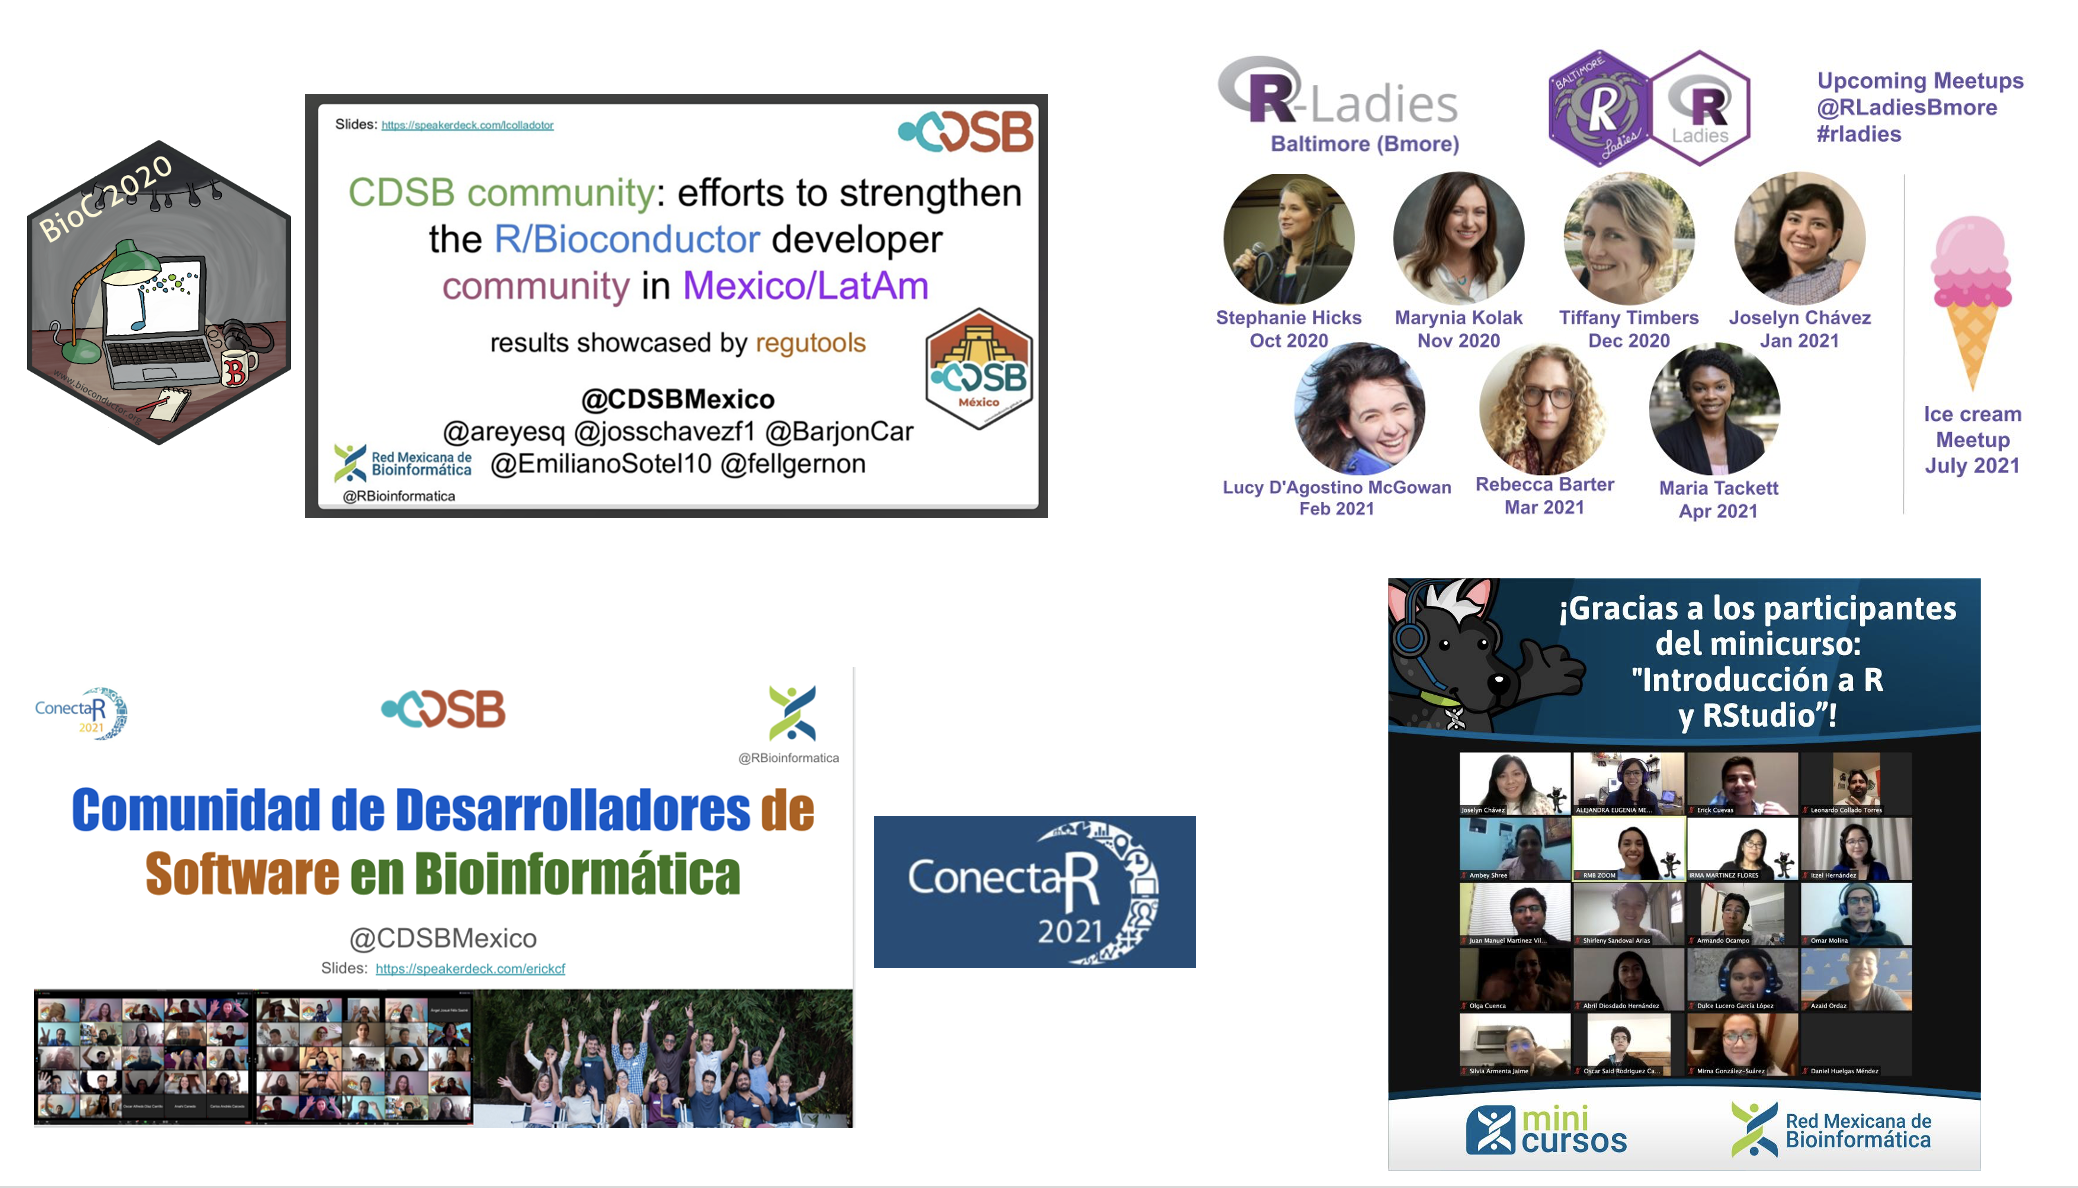 BioC 2020
www.bioconductor.org
B
Slides: https://speakerdeck.com/lcolladotor
CDSB
CDSB community: efforts to strengthen
the R/Bioconductor developer
community in Mexico/LatAm
results showcased by regutools
CDSB
México
@CDSBMexico
@areyesq @josschavezf1 @BarjonCar
@EmilianoSotel10 @fellgernon
Red Mexicana de
Bioinformática
@RBioinformatica
R-Ladies
Baltimore (Bmore)
BALTIMORE
R
Ladies
R
Ladies
Upcoming Meetups
@RLadiesBmore
#rladies
Stephanie Hicks
Oct 2020
Marynia Kolak
Nov 2020
Tiffany Timbers
Dec 2020
Joselyn Chávez
Jan 2021
Lucy D'Agostino McGowan
Feb 2021
Rebecca Barter
Mar 2021
Maria Tackett
Apr 2021
Ice cream
Meetup
July 2021
ConectaR
2021
CDSB
@RBioinformatica
Comunidad de Desarrolladores de
Software en Bioinformática
@CDSBMexico
Slides: https://speakerdeck.com/erickcf
ConectaR
2021
¡Gracias a los participantes
del minicurso:
"Introducción a R
y RStudio”!
Joselyn Chávez
ALEJANDRA EUGENIA ME...
Erick Cuevas
Leonardo Collado Torres
Ambey Shree
RMB ZOOM
IRMA MARTINEZ FLORES
Itzel Hernández
Juan Manuel Martinez Vil...
Shirleny Sandoval Arias
Armando Ocampo
Omar Molina
Olga Cuenca
Abril Diosdado Hernández
Dulce Lucero García López
Azaid Ordaz
Silvia Armenta Jaime
Oscar Said Rodriguez Ca...
Mirna González-Suárez
Daniel Huelgas Méndez
mini
cursos
Red Mexicana de
Bioinformática